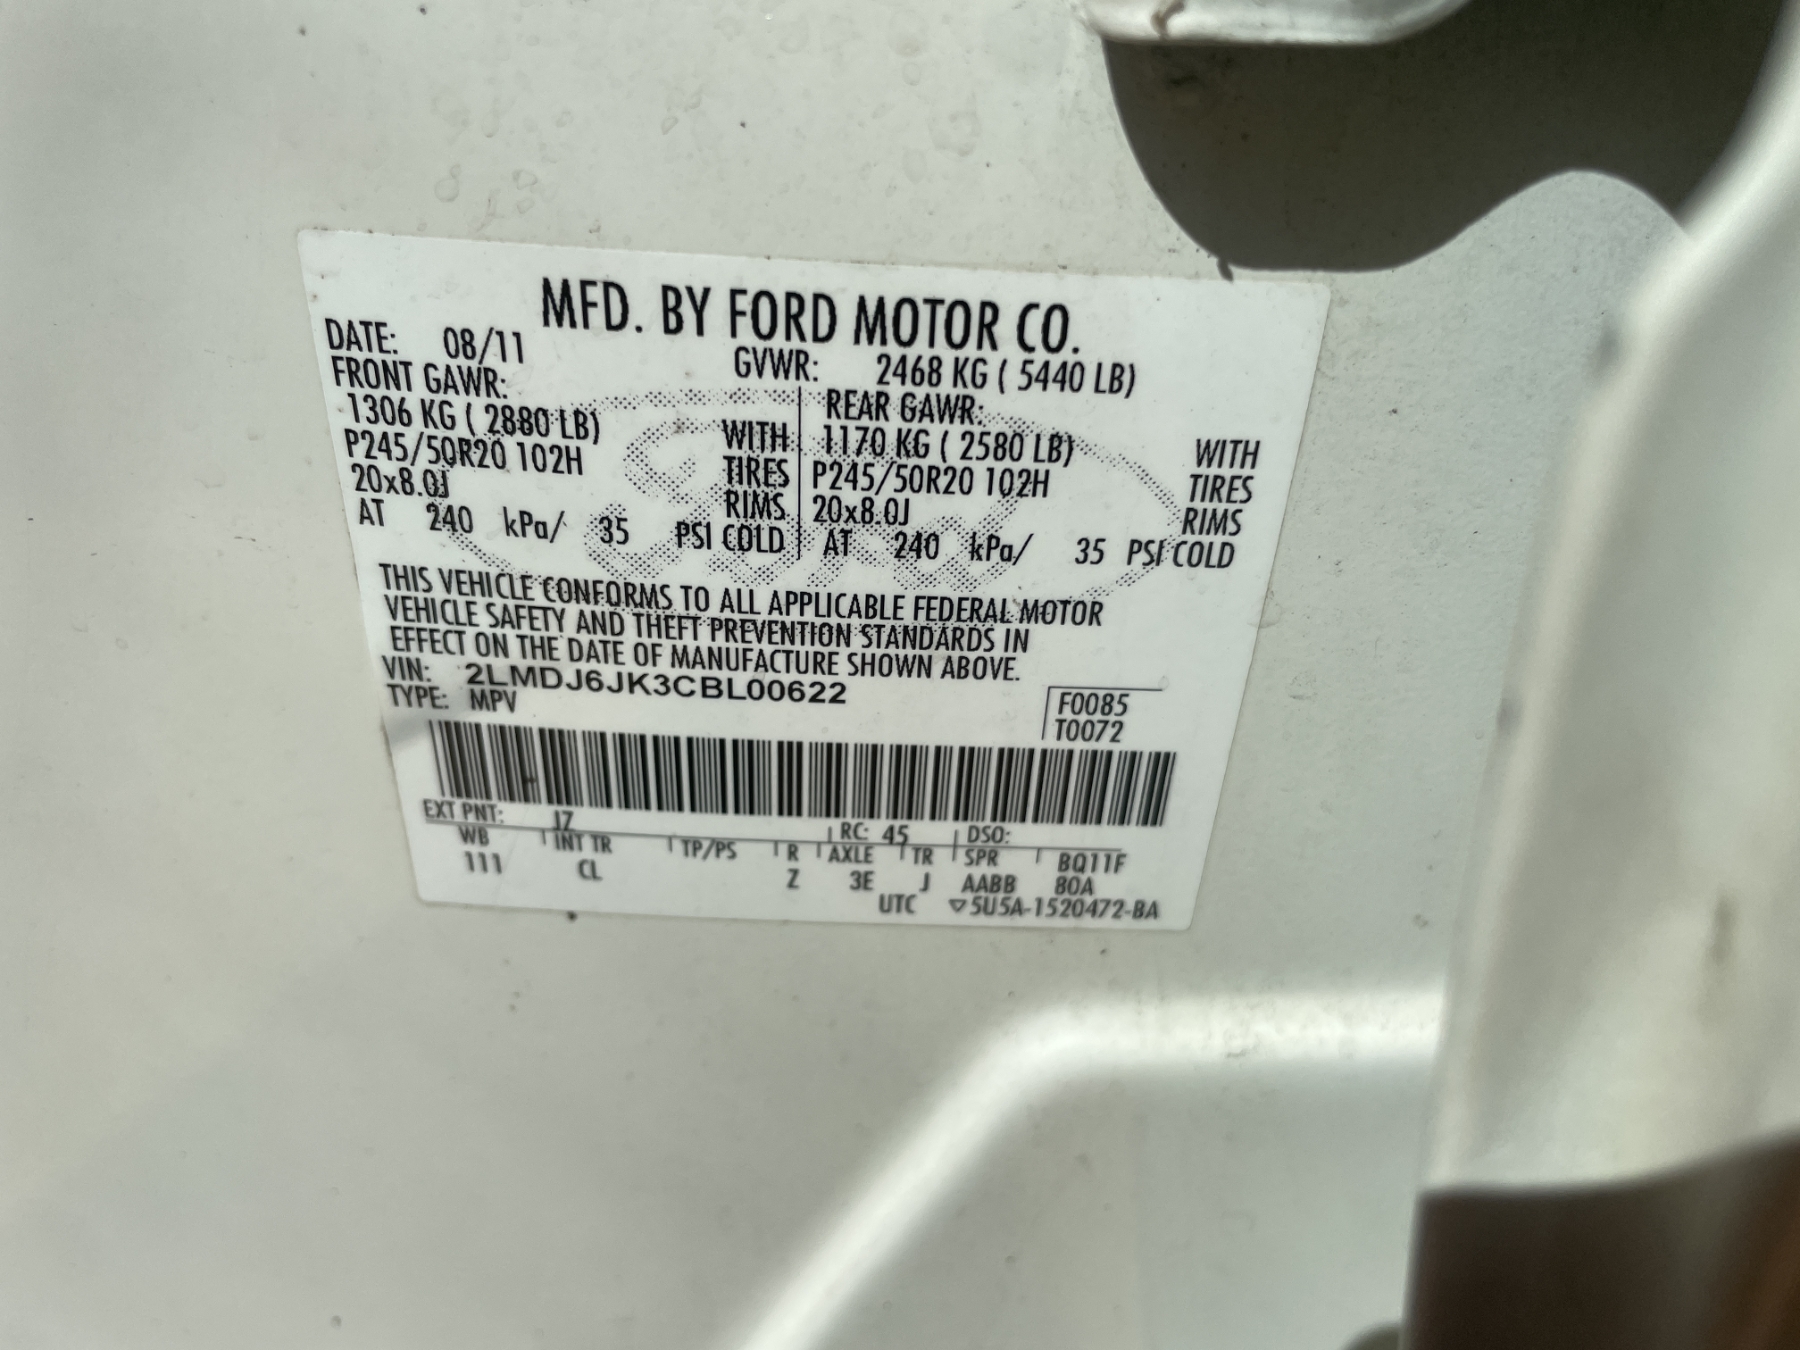 MFD. BY FORD MOTOR CO.
DATE: 08/11 GVWR: 2468 KG ( 5440 LB)
FRONT GAWR: REAR GAWR:
1306 KG ( 2880 LB) WITH 1170 KG ( 2580 LB) WITH
P245/50R20 102H TIRES P245/50R20 102H TIRES
20x8.0J RIMS 20x8.0J RIMS
AT 240 kPa/ 35 PSI COLD AT 240 kPa/ 35 PSI COLD
THIS VEHICLE CONFORMS TO ALL APPLICABLE FEDERAL MOTOR
VEHICLE SAFETY AND THEFT PREVENTION STANDARDS IN
EFFECT ON THE DATE OF MANUFACTURE SHOWN ABOVE.
VIN: 2LMDJ6JK3CBL00622
TYPE: MPV F0085
T0072
EXT PNT: JZ RC: 45 DSO:
WB INT TR TP/PS R AXLE TR SPR BQ11F
111 CL Z 3E J AABB 80A
UTC ▽5U5A-1520472-BA
Ford